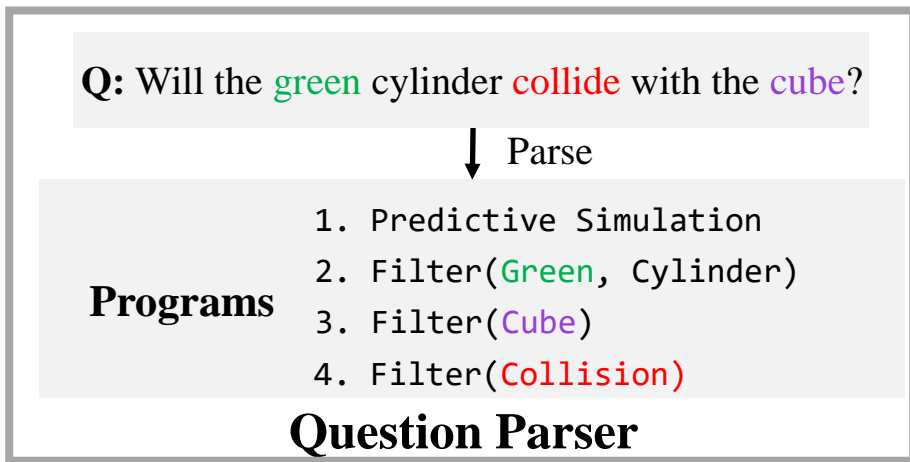 Q: Will the green cylinder collide with the cube?
Parse
Programs
1. Predictive Simulation
2. Filter(Green, Cylinder)
3. Filter(Cube)
4. Filter(Collision)
Question Parser